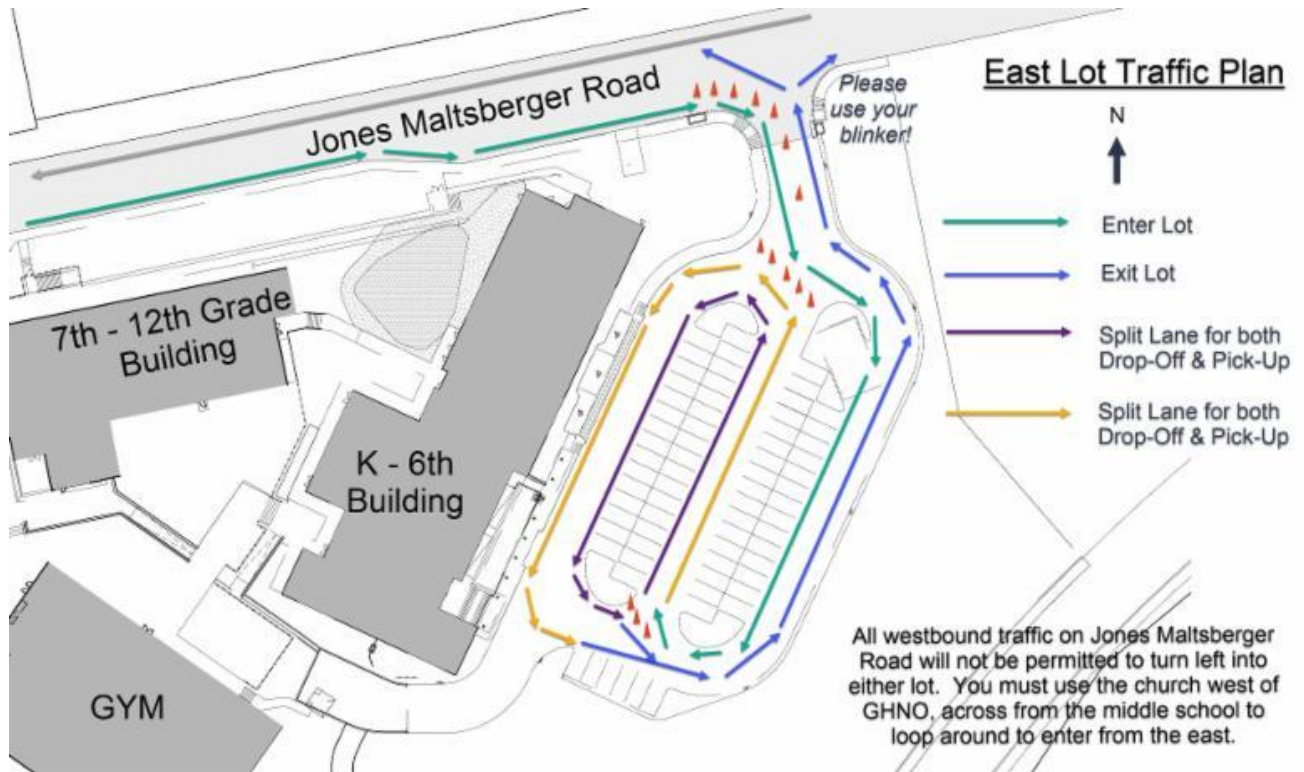 East Lot Traffic Plan
Jones Maltsberger Road
Please
use your
blinker!
N
Enter Lot
Exit Lot
Split Lane for both
Drop-Off & Pick-Up
Split Lane for both
Drop-Off & Pick-Up
7th - 12th Grade
Building
K - 6th
Building
GYM
All westbound traffic on Jones Maltsberger
Road will not be permitted to turn left into
either lot. You must use the church west of
GHNO, across from the middle school to
loop around to enter from the east.